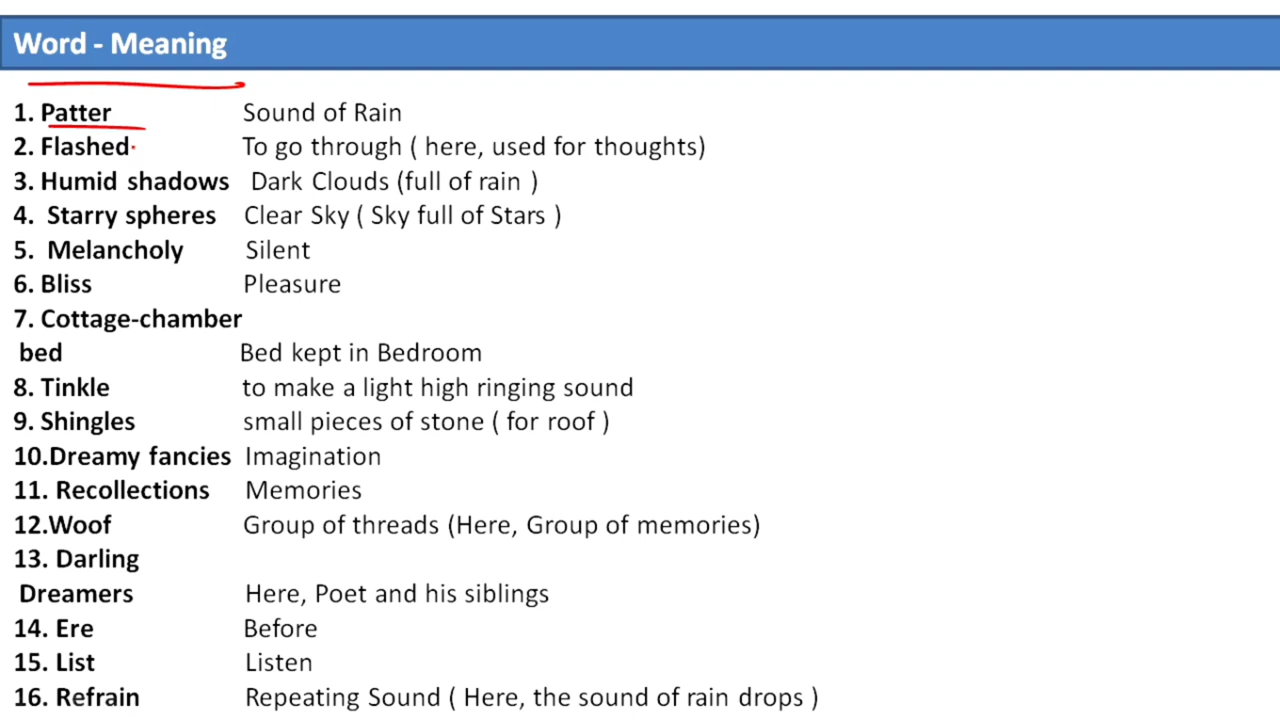 Word - Meaning
1. Patter Sound of Rain
2. Flashed To go through ( here, used for thoughts)
3. Humid shadows Dark Clouds (full of rain )
4. Starry spheres Clear Sky ( Sky full of Stars )
5. Melancholy Silent
6. Bliss Pleasure
7. Cottage-chamber
bed Bed kept in Bedroom
8. Tinkle to make a light high ringing sound
9. Shingles small pieces of stone ( for roof )
10.Dreamy fancies Imagination
11. Recollections Memories
12.Woof Group of threads (Here, Group of memories)
13. Darling
Dreamers Here, Poet and his siblings
14. Ere Before
15. List Listen
16. Refrain Repeating Sound ( Here, the sound of rain drops )